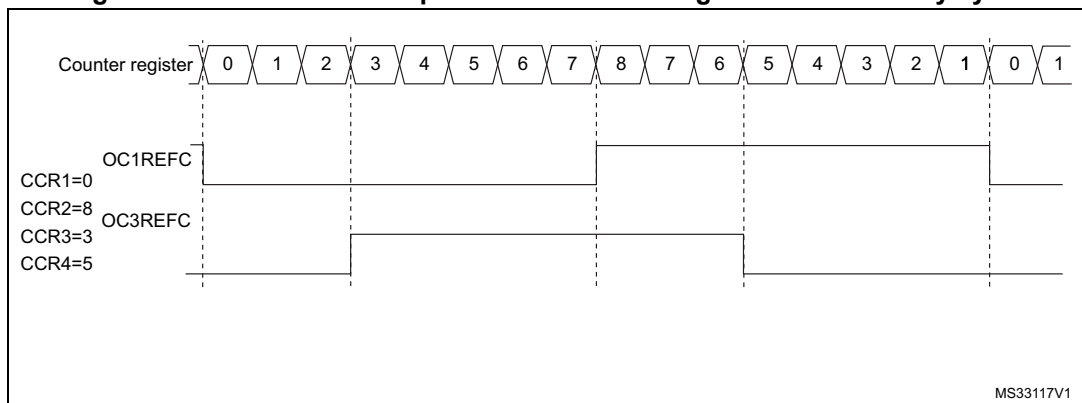 Counter register 0 1 2 3 4 5 6 7 8 7 6 5 4 3 2 1 0 1
OC1REFC
CCR1=0
CCR2=8
OC3REFC
CCR3=3
CCR4=5
MS33117V1